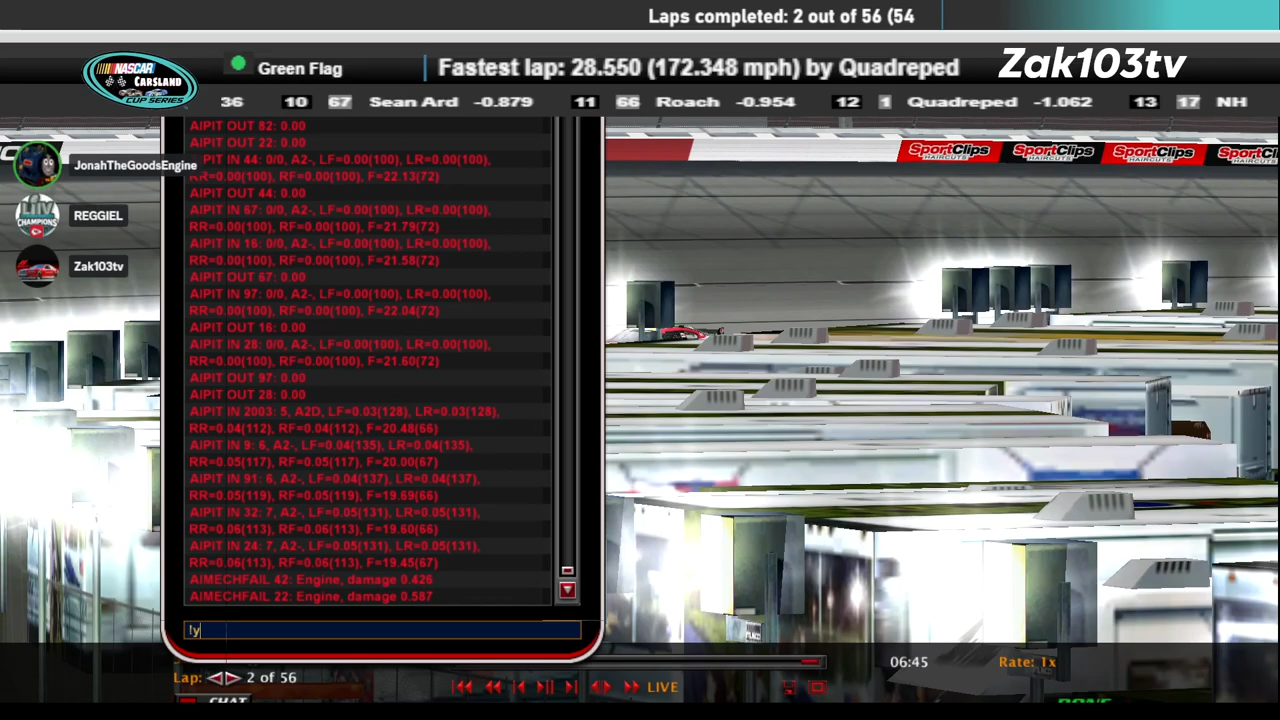 Laps completed: 2 out of 56 (54
NASCAR
CARSLAND
CUP SERIES
Green Flag
Fastest lap: 28.550 (172.348 mph) by Quadreped
Zak103tv
36 10 67 Sean Ard -0.879 11 66 Roach -0.954 12 1 Quadreped -1.062 13 17 NH
AIPIT OUT 82: 0.00
AIPIT OUT 22: 0.00
PIT IN 44: 0/0, A2-, LF=0.00(100), LR=0.00(100),
RR=0.00(100), RF=0.00(100), F=22.13(72)
AIPIT OUT 44: 0.00
AIPIT IN 67: 0/0, A2-, LF=0.00(100), LR=0.00(100),
RR=0.00(100), RF=0.00(100), F=21.79(72)
AIPIT IN 16: 0/0, A2-, LF=0.00(100), LR=0.00(100),
RR=0.00(100), RF=0.00(100), F=21.58(72)
AIPIT OUT 67: 0.00
AIPIT IN 97: 0/0, A2-, LF=0.00(100), LR=0.00(100),
RR=0.00(100), RF=0.00(100), F=22.04(72)
AIPIT OUT 16: 0.00
AIPIT IN 28: 0/0, A2-, LF=0.00(100), LR=0.00(100),
RR=0.00(100), RF=0.00(100), F=21.60(72)
AIPIT OUT 97: 0.00
AIPIT OUT 28: 0.00
AIPIT IN 2003: 5, A2D, LF=0.03(128), LR=0.03(128),
RR=0.04(112), RF=0.04(112), F=20.48(66)
AIPIT IN 9: 6, A2-, LF=0.04(135), LR=0.04(135),
RR=0.05(117), RF=0.05(117), F=20.00(67)
AIPIT IN 91: 6, A2-, LF=0.04(137), LR=0.04(137),
RR=0.05(119), RF=0.05(119), F=19.69(66)
AIPIT IN 32: 7, A2-, LF=0.05(131), LR=0.05(131),
RR=0.06(113), RF=0.06(113), F=19.60(66)
AIPIT IN 24: 7, A2-, LF=0.05(131), LR=0.05(131),
RR=0.06(113), RF=0.06(113), F=19.45(67)
AIMECHFAIL 42: Engine, damage 0.426
AIMECHFAIL 22: Engine, damage 0.587
!y
JonahTheGoodsEngine
LIV
CHAMPIONS
REGGIEL
Zak103tv
SportClips SportClips SportClips SportCli
HAIRCUTS HAIRCUTS HAIRCUTS
06:45
Rate: 1x
Lap: 2 of 56
LIVE
CHAT
DONE